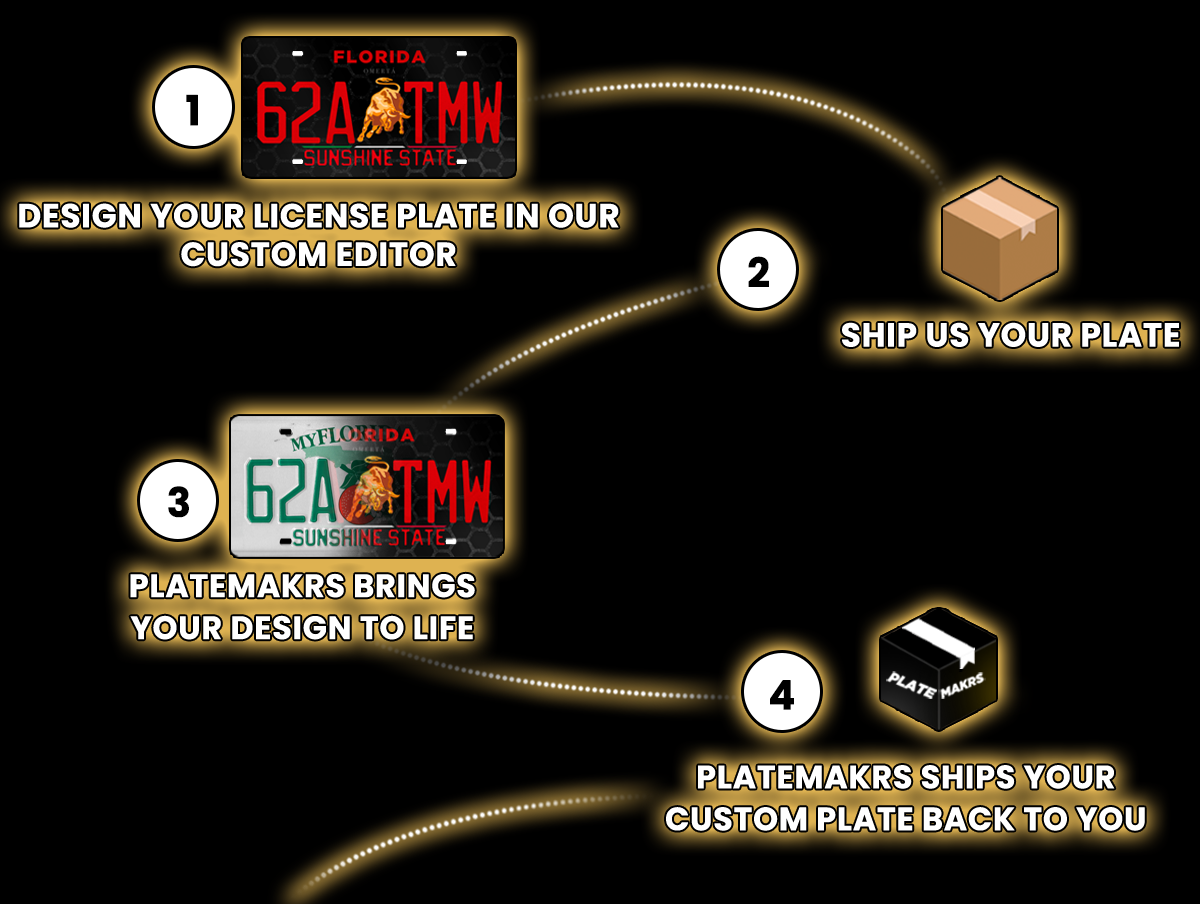 1
FLORIDA
OMERTA
62A TMW
SUNSHINE STATE
DESIGN YOUR LICENSE PLATE IN OUR
CUSTOM EDITOR
2
SHIP US YOUR PLATE
3
MYFLORIDA
OMERTA
62A TMW
SUNSHINE STATE
PLATEMAKRS BRINGS
YOUR DESIGN TO LIFE
4
PLATE MAKRS
PLATEMAKRS SHIPS YOUR
CUSTOM PLATE BACK TO YOU